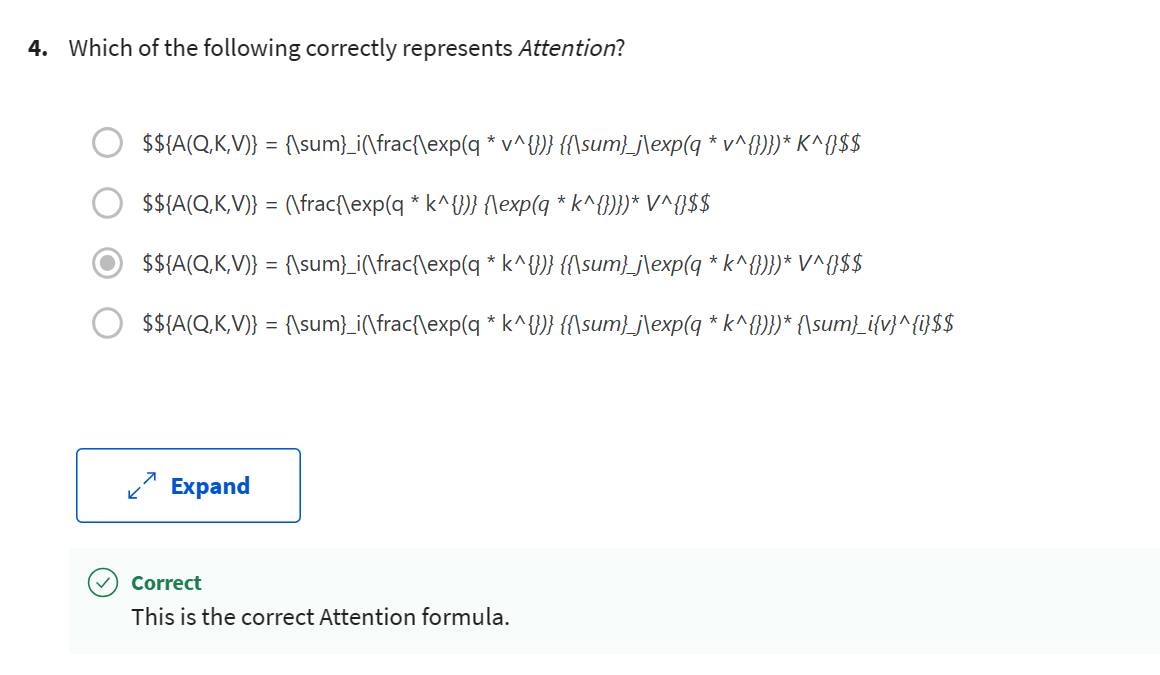 4. Which of the following correctly represents Attention?
$${A(Q,K,V)} = {\sum}_i(\frac{\exp(q * v^{})} {{\sum}_j\exp(q * v^{})})* K^{}$$
$${A(Q,K,V)} = (\frac{\exp(q * k^{})} {\exp(q * k^{})})* V^{}$$
$${A(Q,K,V)} = {\sum}_i(\frac{\exp(q * k^{})} {{\sum}_j\exp(q * k^{})})* V^{}$$
$${A(Q,K,V)} = {\sum}_i(\frac{\exp(q * k^{})} {{\sum}_j\exp(q * k^{})})* {\sum}_i{v}^{i}$$
Expand
Correct
This is the correct Attention formula.